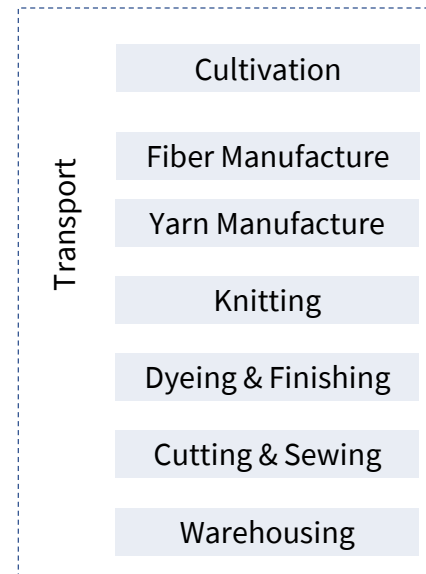 Transport
Cultivation
Fiber Manufacture
Yarn Manufacture
Knitting
Dyeing & Finishing
Cutting & Sewing
Warehousing